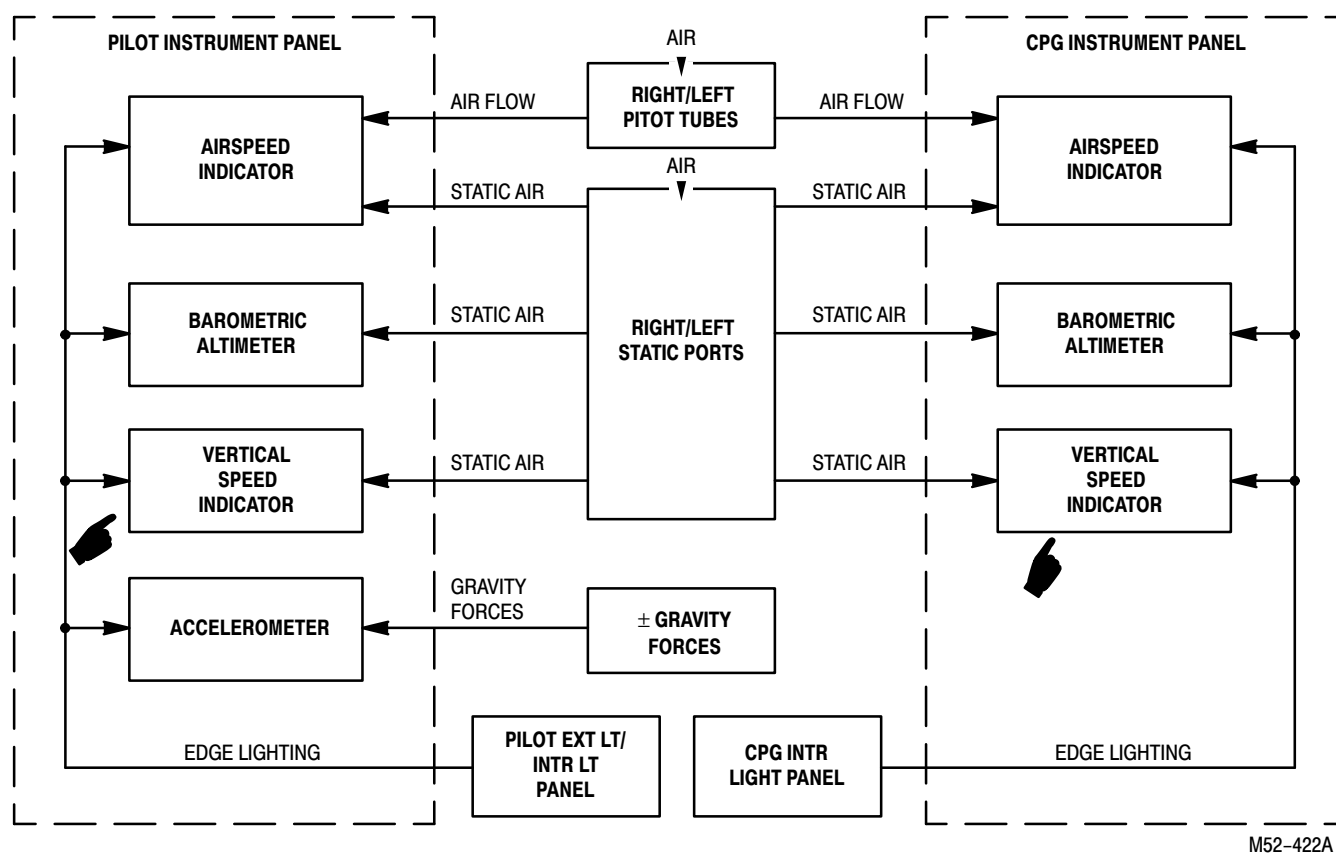 PILOT INSTRUMENT PANEL
AIR
CPG INSTRUMENT PANEL
AIRSPEED
INDICATOR
AIR FLOW
RIGHT/LEFT
PITOT TUBES
AIR FLOW
AIRSPEED
INDICATOR
STATIC AIR
AIR
STATIC AIR
BAROMETRIC
ALTIMETER
STATIC AIR
RIGHT/LEFT
STATIC PORTS
STATIC AIR
BAROMETRIC
ALTIMETER
VERTICAL
SPEED
INDICATOR
STATIC AIR
STATIC AIR
VERTICAL
SPEED
INDICATOR
ACCELEROMETER
GRAVITY
FORCES
± GRAVITY
FORCES
EDGE LIGHTING
PILOT EXT LT/
INTR LT
PANEL
CPG INTR
LIGHT PANEL
EDGE LIGHTING
M52–422A